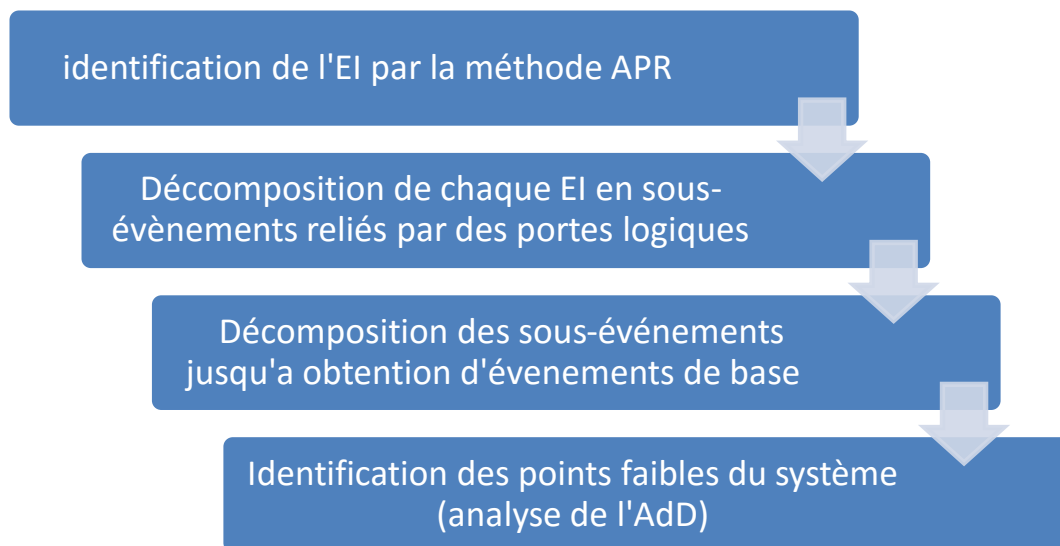 identification de l'EI par la méthode APR
Déccomposition de chaque EI en sous-
évènements reliés par des portes logiques
Décomposition des sous-événements
jusqu'a obtention d'évenements de base
Identification des points faibles du système
(analyse de l'AdD)